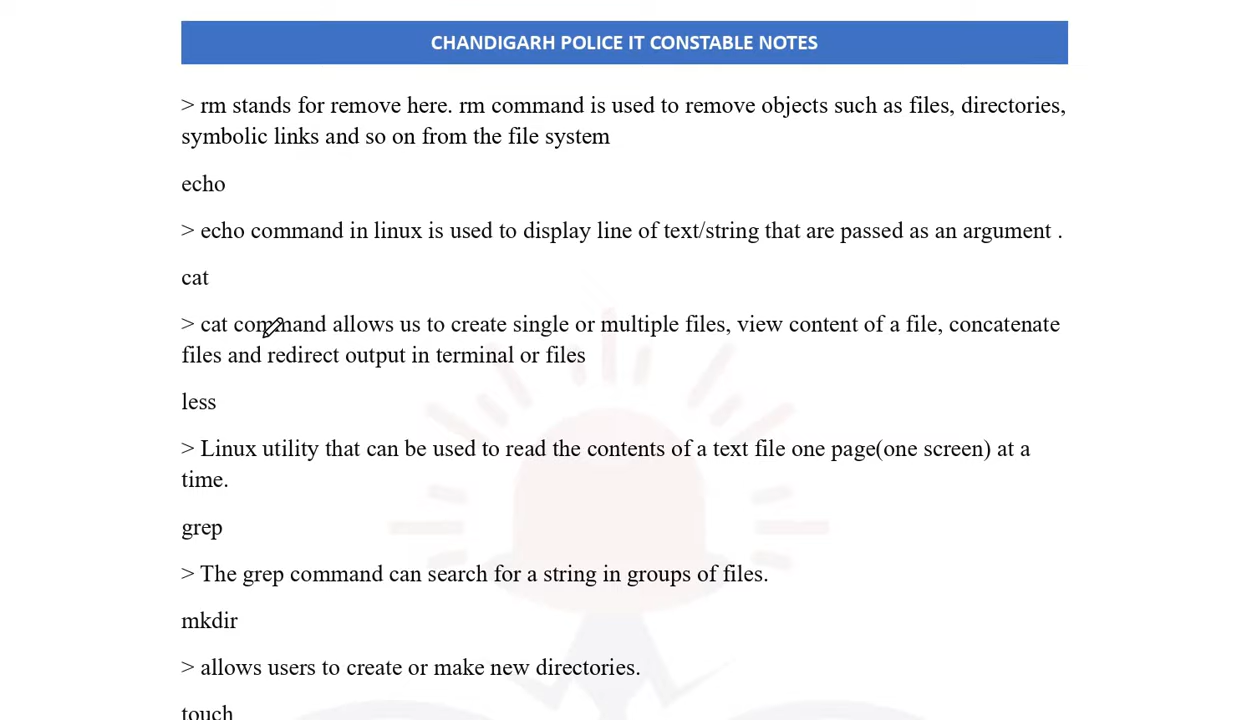 CHANDIGARH POLICE IT CONSTABLE NOTES
> rm stands for remove here. rm command is used to remove objects such as files, directories,
symbolic links and so on from the file system
echo
> echo command in linux is used to display line of text/string that are passed as an argument .
cat
> cat command allows us to create single or multiple files, view content of a file, concatenate
files and redirect output in terminal or files
less
> Linux utility that can be used to read the contents of a text file one page(one screen) at a
time.
grep
> The grep command can search for a string in groups of files.
mkdir
> allows users to create or make new directories.
touch